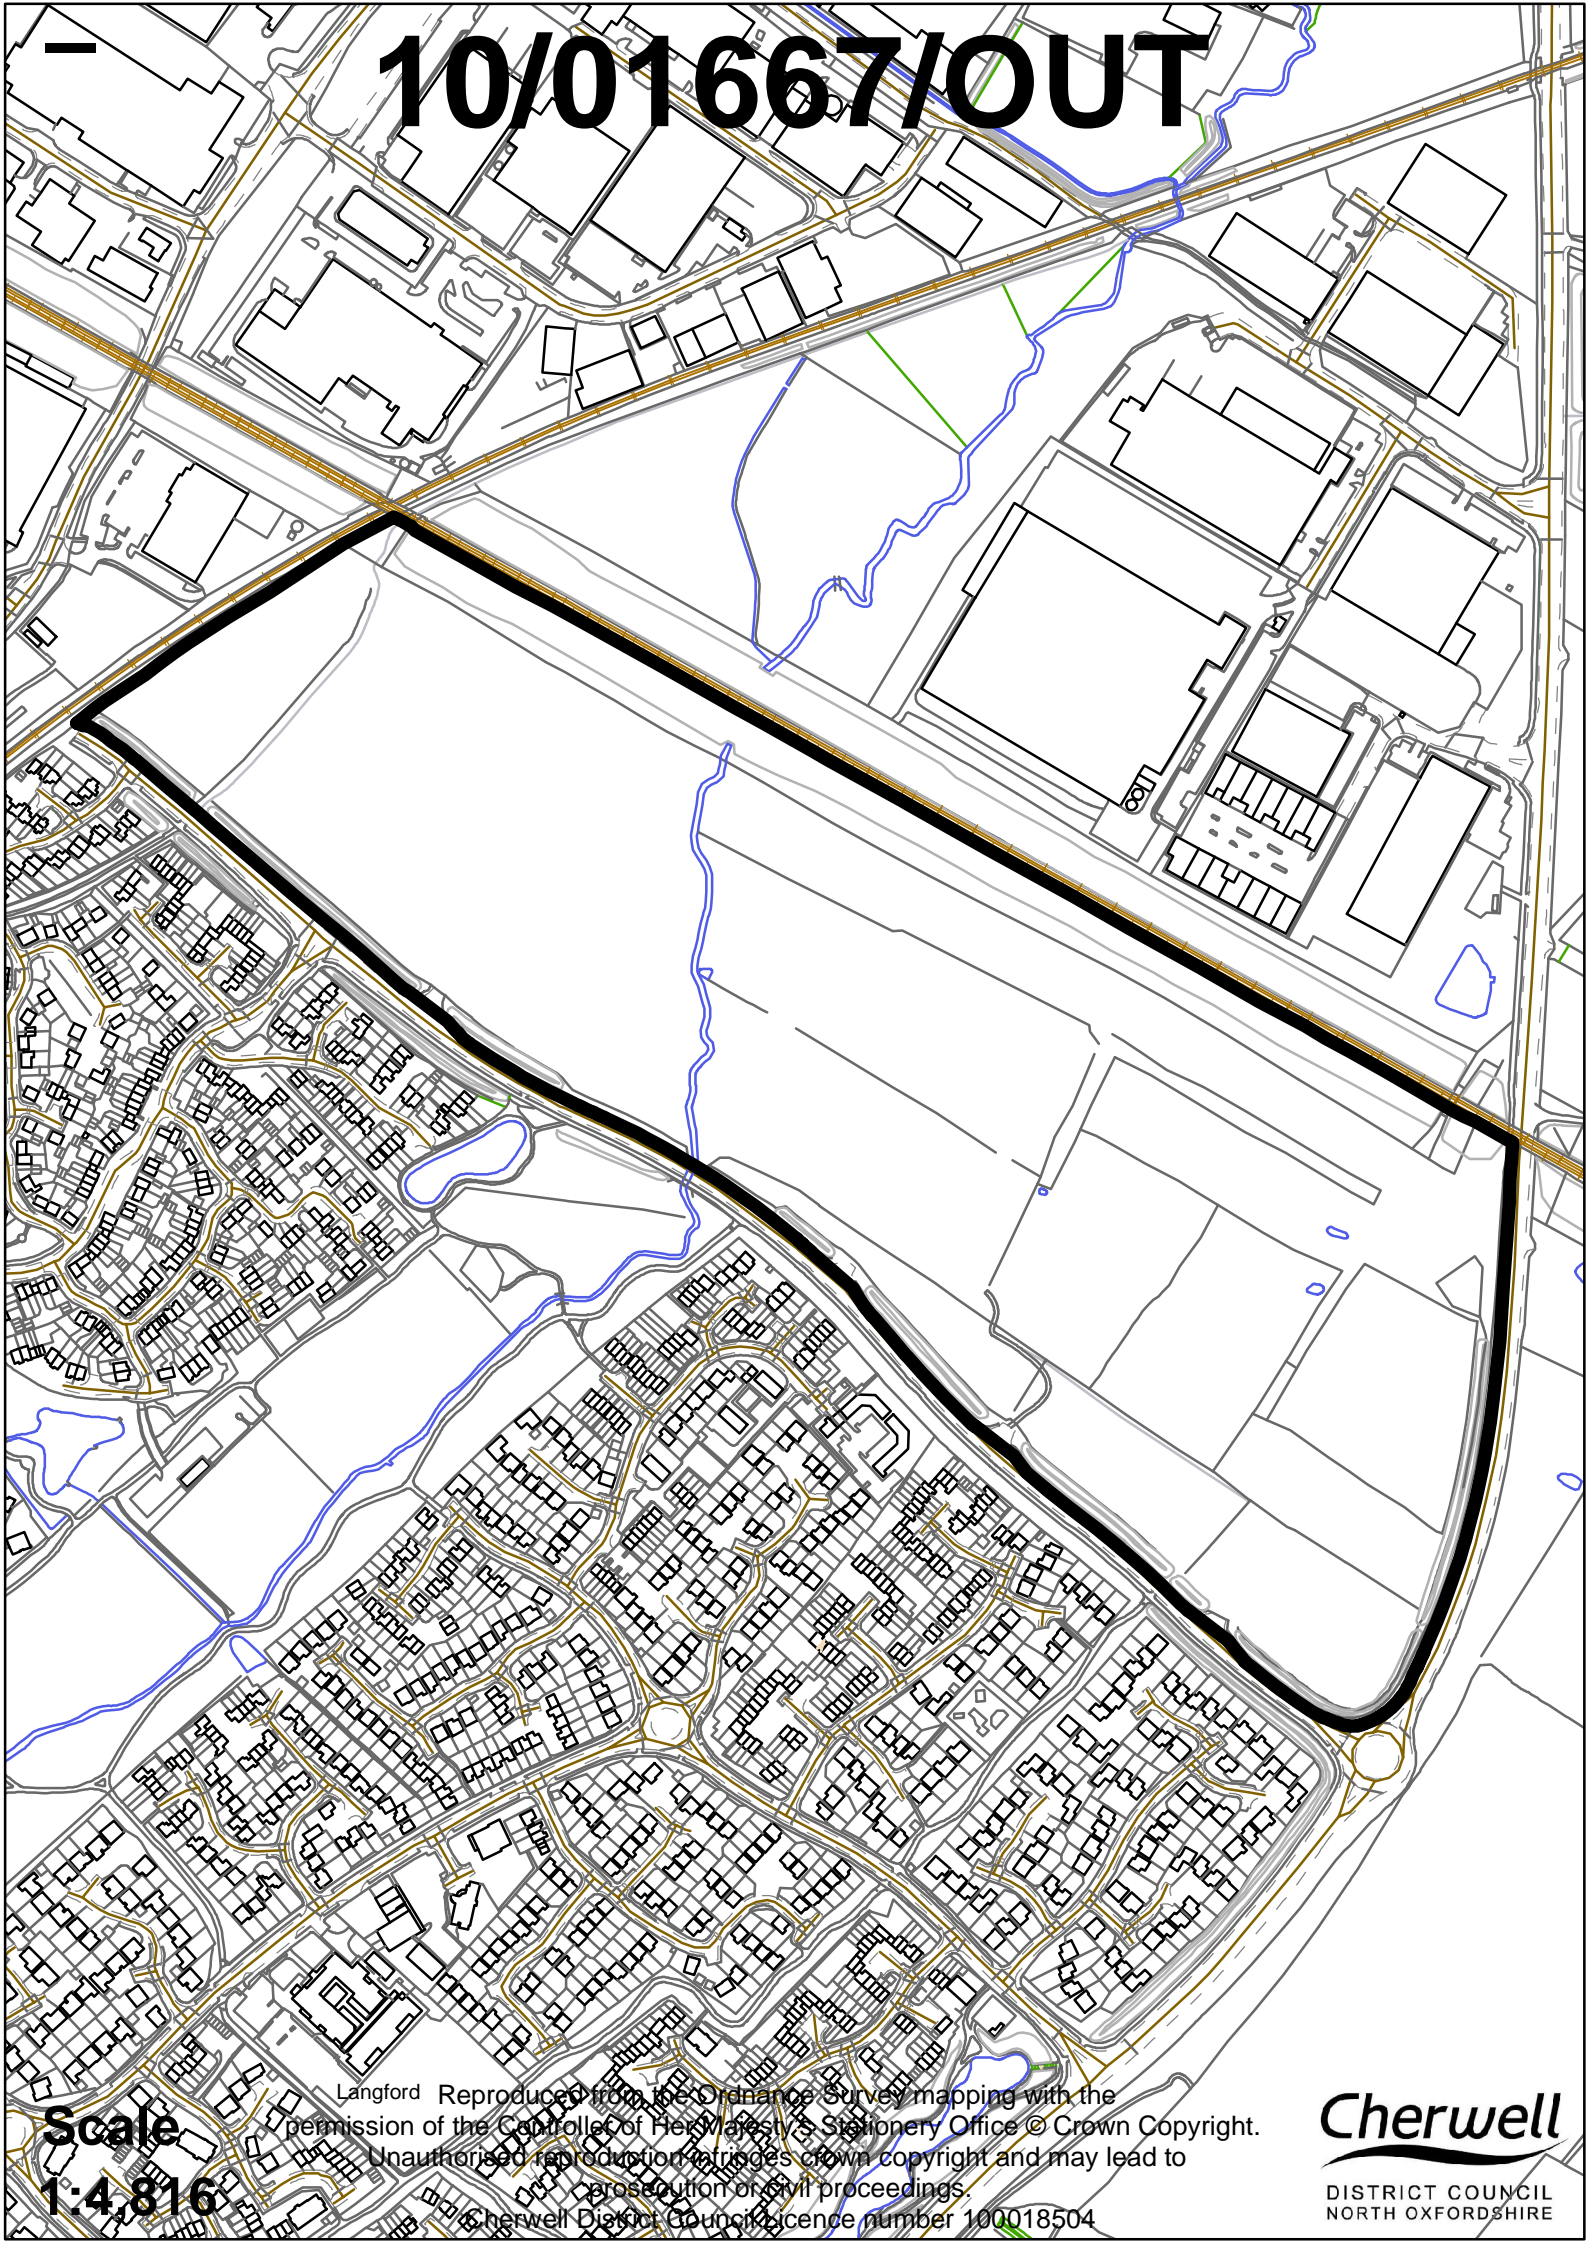 10/01667/OUT
Langford
Reproduced from the Ordnance Survey mapping with the
permission of the Controller of Her Majesty's Stationery Office © Crown Copyright.
Unauthorised reproduction infringes crown copyright and may lead to
prosecution or civil proceedings.
Cherwell District Council Licence number 100018504
Scale
1:4,816
Cherwell
DISTRICT COUNCIL
NORTH OXFORDSHIRE